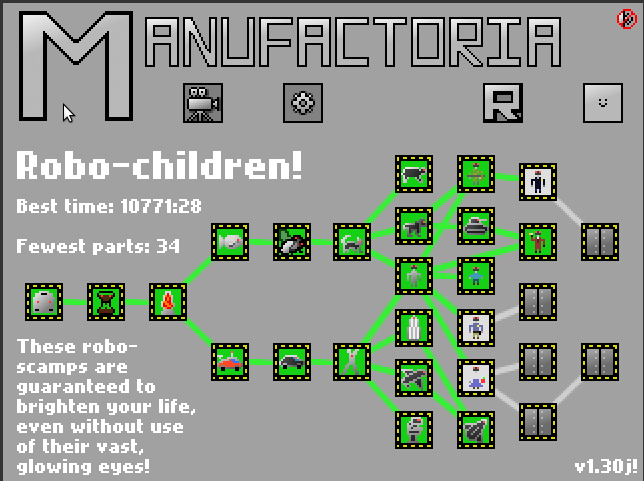 MANUFACTORIA
R
Robo-children!
Best time: 10771:28
Fewest parts: 34
These robo-
scamps are
guaranteed to
brighten your life,
even without use
of their vast,
glowing eyes!
v1.30j!